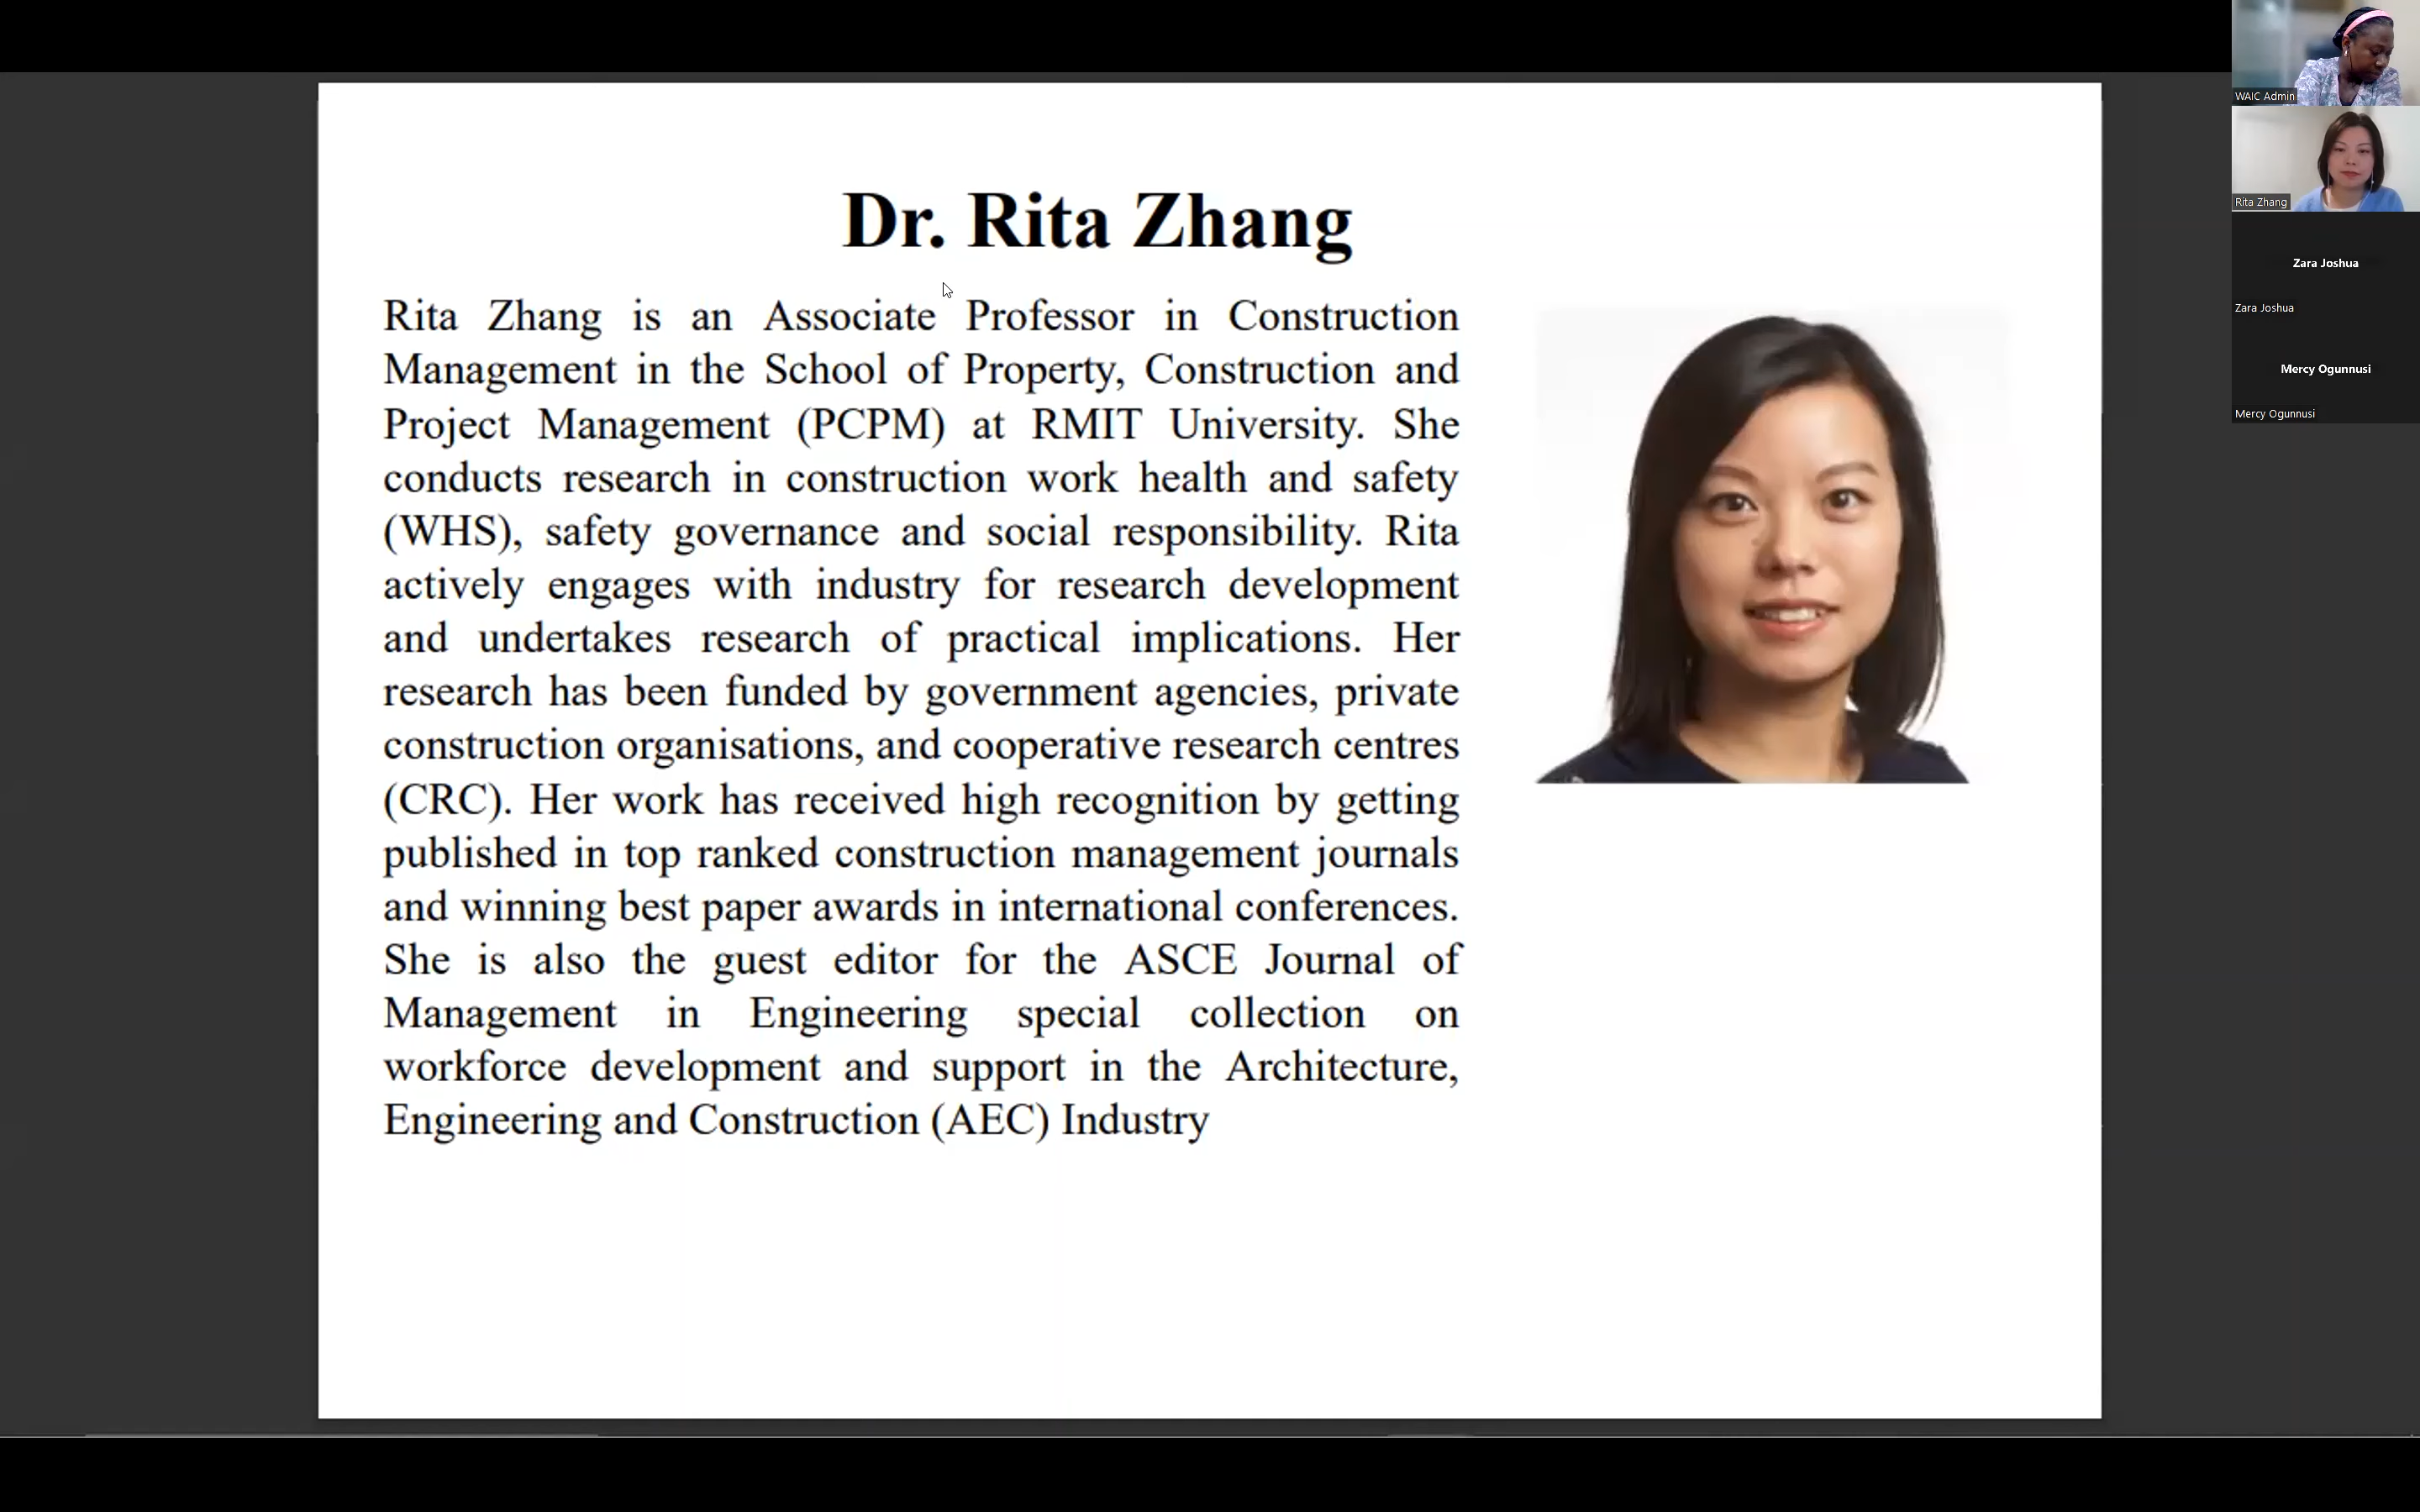 Dr. Rita Zhang
Rita Zhang is an Associate Professor in Construction
Management in the School of Property, Construction and
Project Management (PCPM) at RMIT University. She
conducts research in construction work health and safety
(WHS), safety governance and social responsibility. Rita
actively engages with industry for research development
and undertakes research of practical implications. Her
research has been funded by government agencies, private
construction organisations, and cooperative research centres
(CRC). Her work has received high recognition by getting
published in top ranked construction management journals
and winning best paper awards in international conferences.
She is also the guest editor for the ASCE Journal of
Management in Engineering special collection on
workforce development and support in the Architecture,
Engineering and Construction (AEC) Industry
WAIC Admin
Rita Zhang
Zara Joshua
Zara Joshua
Mercy Ogunnusi
Mercy Ogunnusi